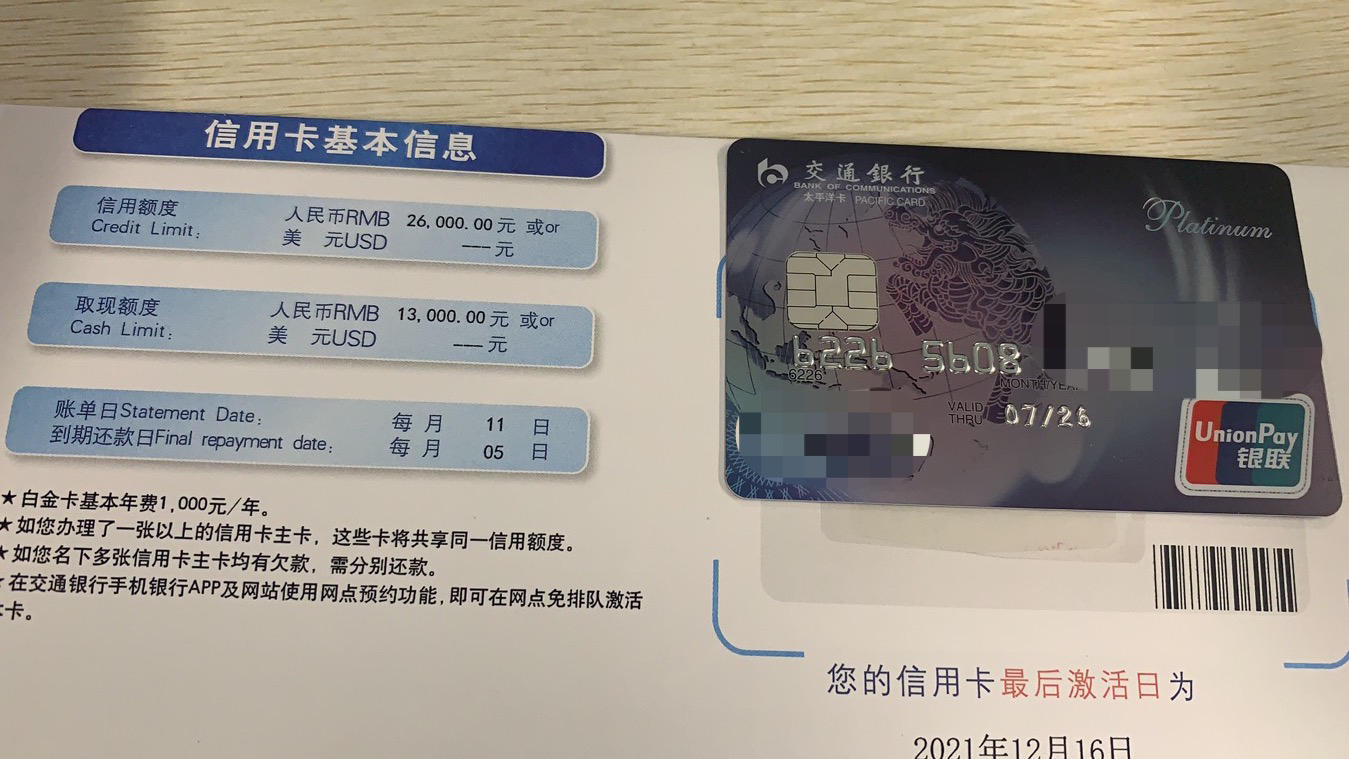 信用卡基本信息
信用额度 人民币RMB 26,000.00 元 或or
Credit Limit: 美 元USD ——— 元
取现额度 人民币RMB 13,000.00 元 或or
Cash Limit: 美 元USD ——— 元
账单日Statement Date: 每 月 11 日
到期还款日Final repayment date: 每 月 05 日
★白金卡基本年费1,000元/年。
★如您办理了一张以上的信用卡主卡，这些卡将共享同一信用额度。
★如您名下多张信用卡主卡均有欠款，需分别还款。
★在交通银行手机银行APP及网站使用网点预约功能，即可在网点免排队激活
卡。
交通銀行
BANK OF COMMUNICATIONS
太平洋卡 PACIFIC CARD
Platinum
6226 5608
6226
MONTH/YEAR
VALID THRU 07/26
UnionPay
银联
您的信用卡最后激活日为
2021年12月16日